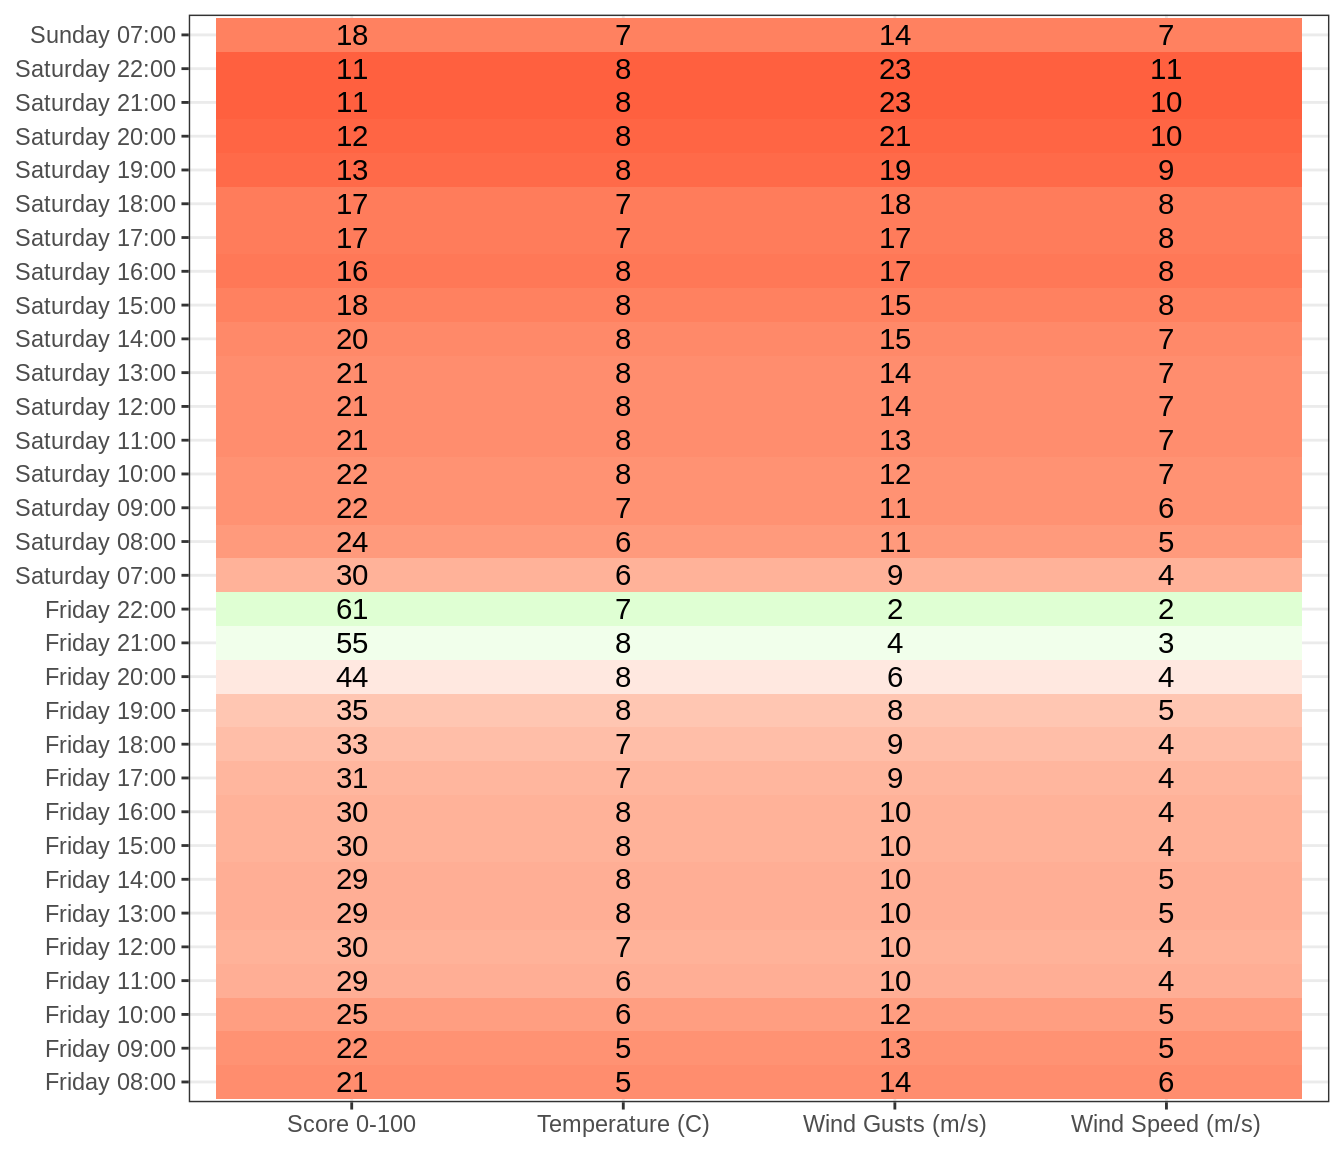 Sunday 07:00 18 7 14 7
Saturday 22:00 11 8 23 11
Saturday 21:00 11 8 23 10
Saturday 20:00 12 8 21 10
Saturday 19:00 13 8 19 9
Saturday 18:00 17 7 18 8
Saturday 17:00 17 7 17 8
Saturday 16:00 16 8 17 8
Saturday 15:00 18 8 15 8
Saturday 14:00 20 8 15 7
Saturday 13:00 21 8 14 7
Saturday 12:00 21 8 14 7
Saturday 11:00 21 8 13 7
Saturday 10:00 22 8 12 7
Saturday 09:00 22 7 11 6
Saturday 08:00 24 6 11 5
Saturday 07:00 30 6 9 4
Friday 22:00 61 7 2 2
Friday 21:00 55 8 4 3
Friday 20:00 44 8 6 4
Friday 19:00 35 8 8 5
Friday 18:00 33 7 9 4
Friday 17:00 31 7 9 4
Friday 16:00 30 8 10 4
Friday 15:00 30 8 10 4
Friday 14:00 29 8 10 5
Friday 13:00 29 8 10 5
Friday 12:00 30 7 10 4
Friday 11:00 29 6 10 4
Friday 10:00 25 6 12 5
Friday 09:00 22 5 13 5
Friday 08:00 21 5 14 6
Score 0-100 Temperature (C) Wind Gusts (m/s) Wind Speed (m/s)